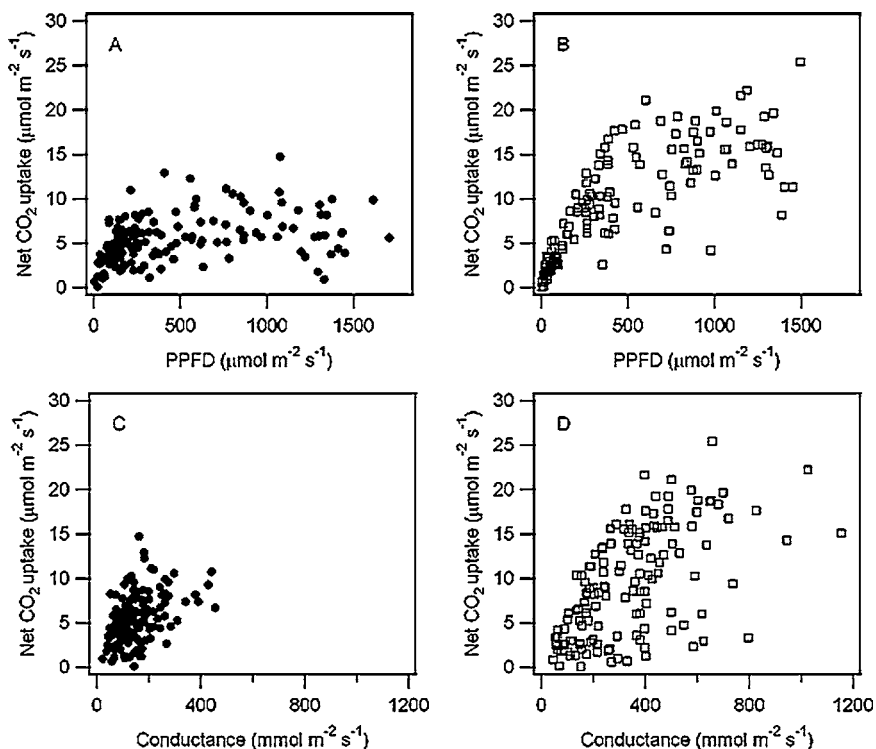 A
30
25
20
15
10
5
0
Net CO2 uptake (μmol m-2 s-1)
0 500 1000 1500
PPFD (μmol m-2 s-1)
B
30
25
20
15
10
5
0
Net CO2 uptake (μmol m-2 s-1)
0 500 1000 1500
PPFD (μmol m-2 s-1)
C
30
25
20
15
10
5
0
Net CO2 uptake (μmol m-2 s-1)
0 400 800 1200
Conductance (mmol m-2 s-1)
D
30
25
20
15
10
5
0
Net CO2 uptake (μmol m-2 s-1)
0 400 800 1200
Conductance (mmol m-2 s-1)